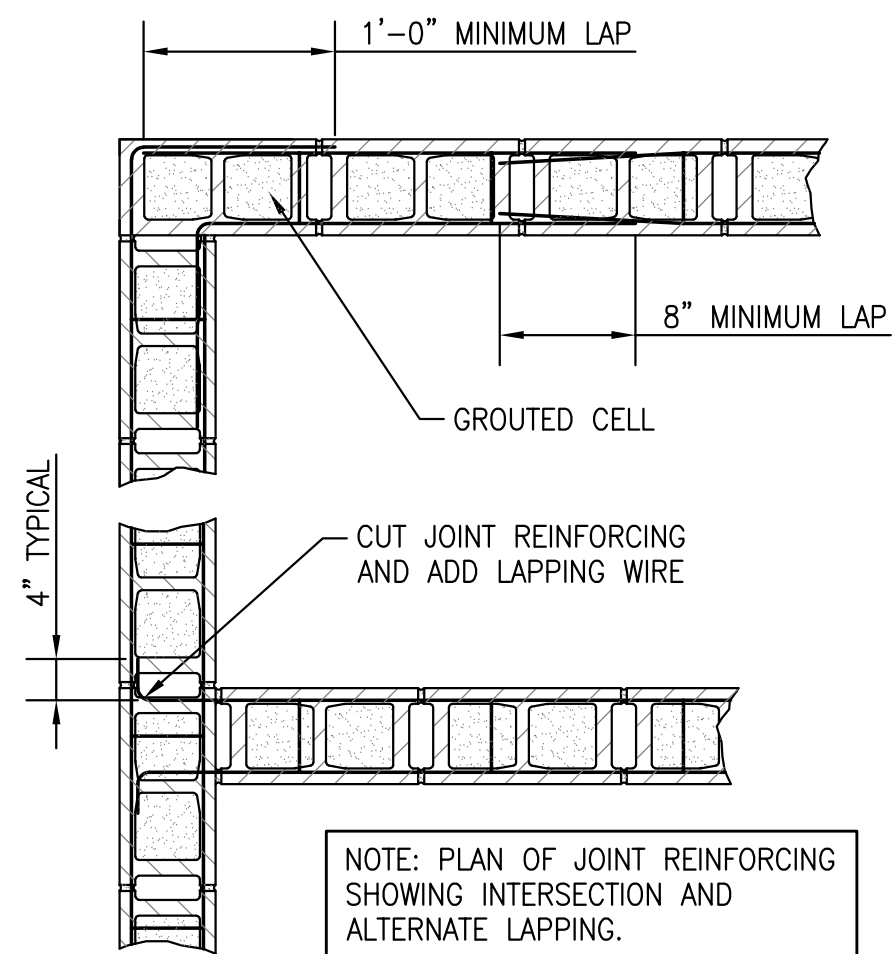 1'-0" MINIMUM LAP
8" MINIMUM LAP
GROUTED CELL
4" TYPICAL
CUT JOINT REINFORCING
AND ADD LAPPING WIRE
NOTE: PLAN OF JOINT REINFORCING
SHOWING INTERSECTION AND
ALTERNATE LAPPING.